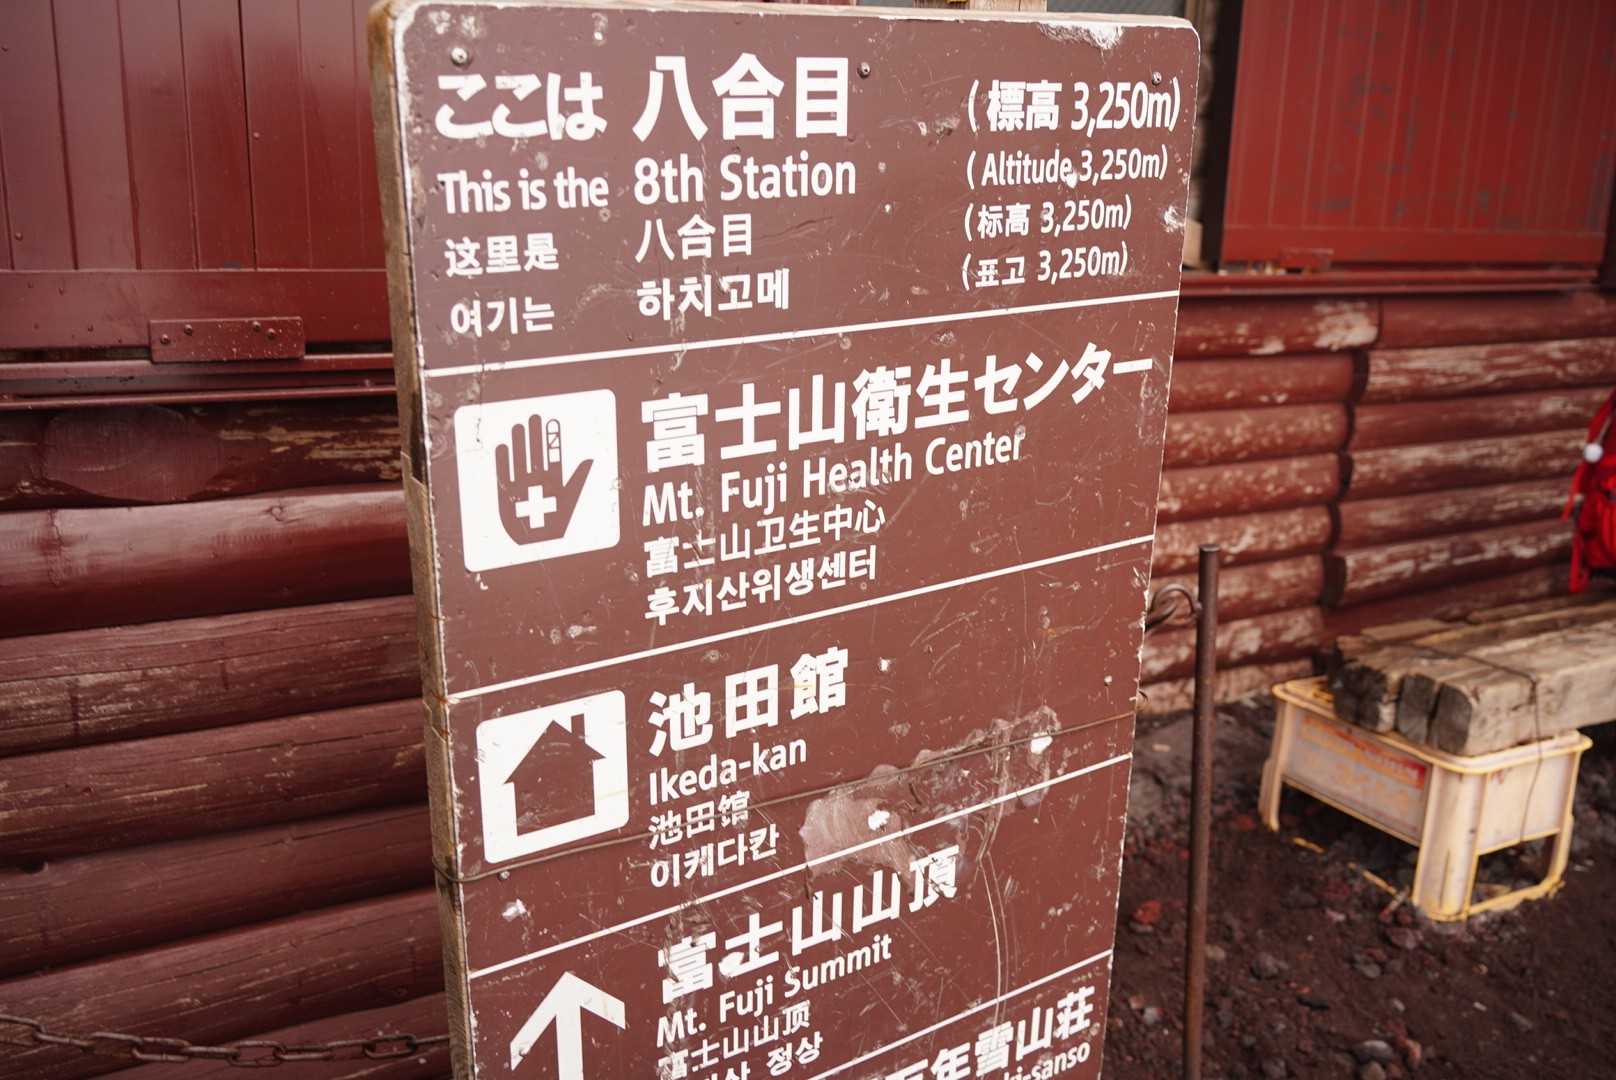 ここは 八合目 (標高 3,250m)
This is the 8th Station (Altitude 3,250m)
这里是 八合目 (标高 3,250m)
여기는 하치고메 (표고 3,250m)
富士山衛生センター
Mt. Fuji Health Center
富士山卫生中心
후지산위생센터
池田館
Ikeda-kan
池田馆
이케다칸
富士山山頂
Mt. Fuji Summit
富士山山顶
정상
年雪山荘